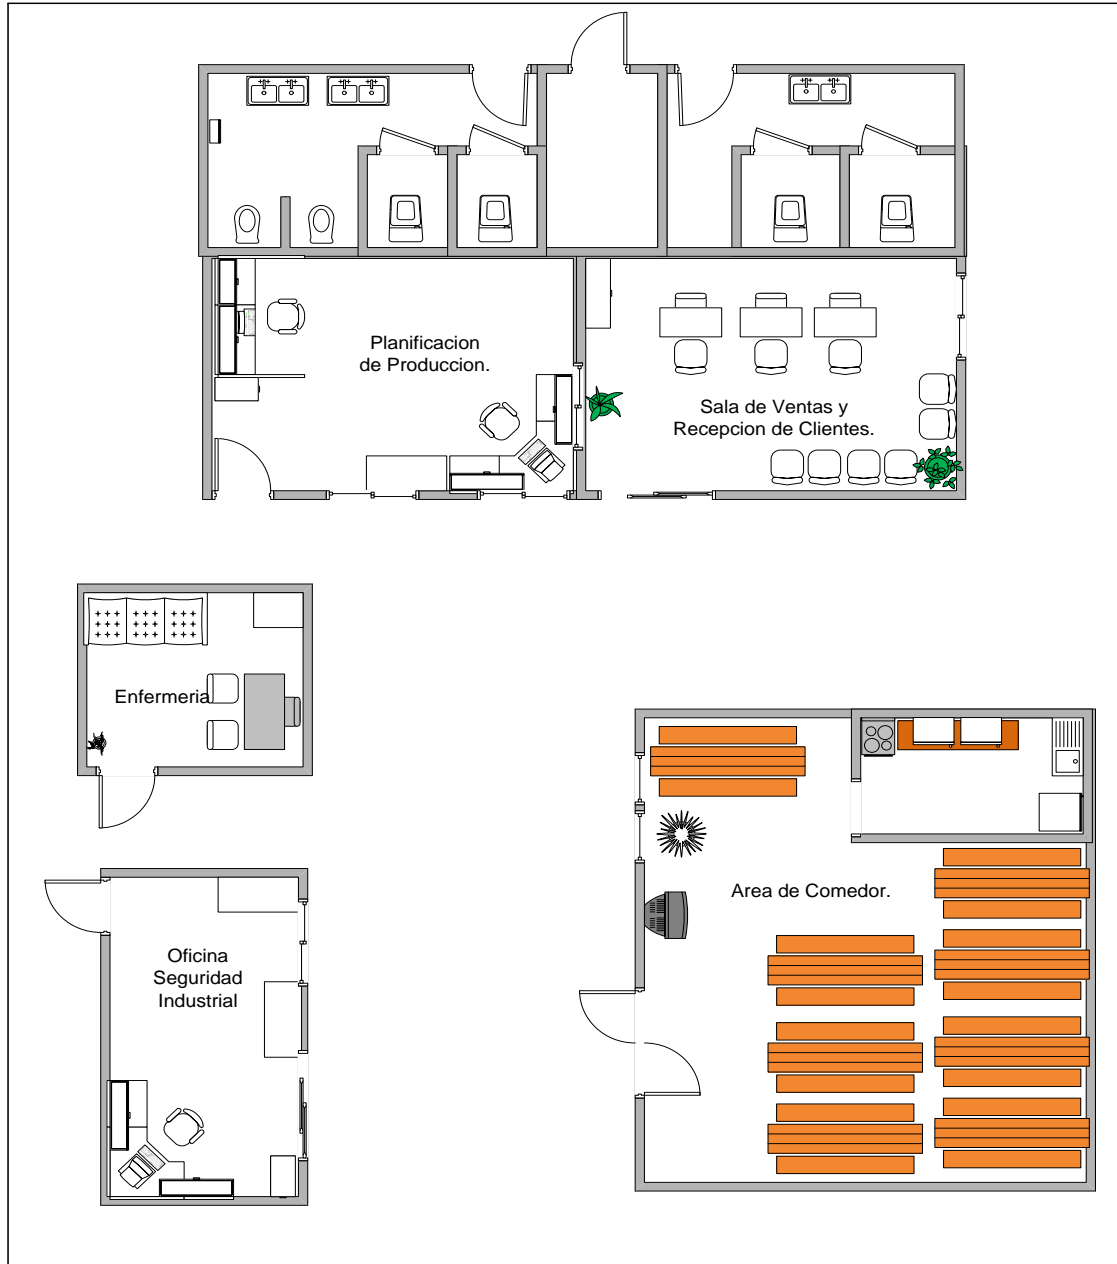 Planificacion
de Produccion.
Sala de Ventas y
Recepcion de Clientes.
Enfermeria
Area de Comedor.
Oficina
Seguridad
Industrial